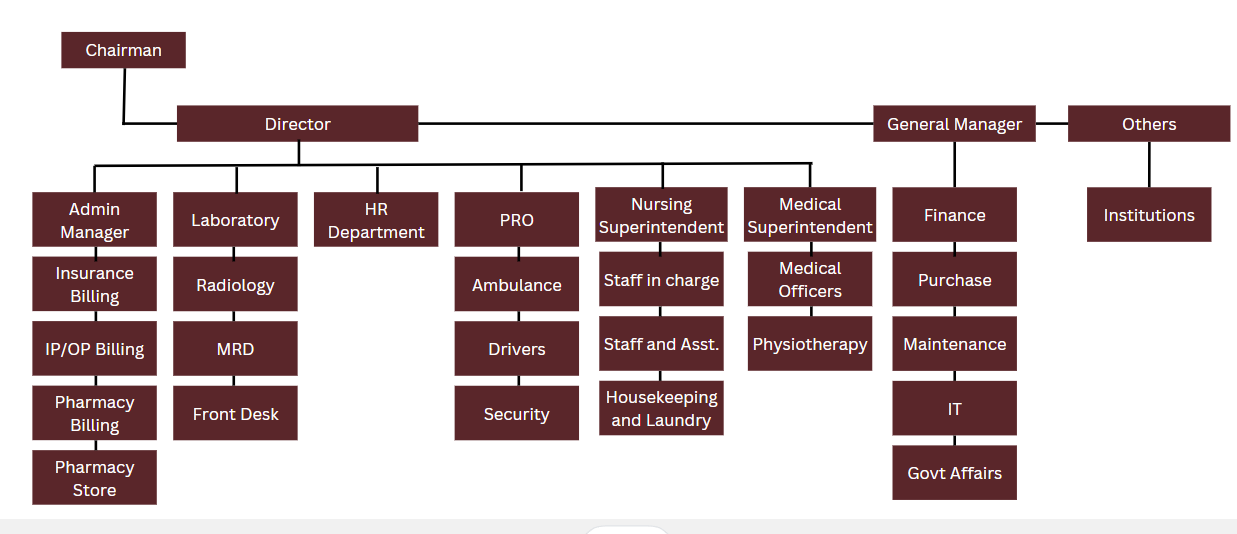 Chairman
Director
General Manager
Others
Admin
Manager
Laboratory
HR
Department
PRO
Nursing
Superintendent
Medical
Superintendent
Finance
Institutions
Insurance
Billing
Radiology
Ambulance
Staff in charge
Medical
Officers
Purchase
IP/OP Billing
MRD
Drivers
Staff and Asst.
Physiotherapy
Maintenance
Pharmacy
Billing
Front Desk
Security
Housekeeping
and Laundry
IT
Pharmacy
Store
Govt Affairs